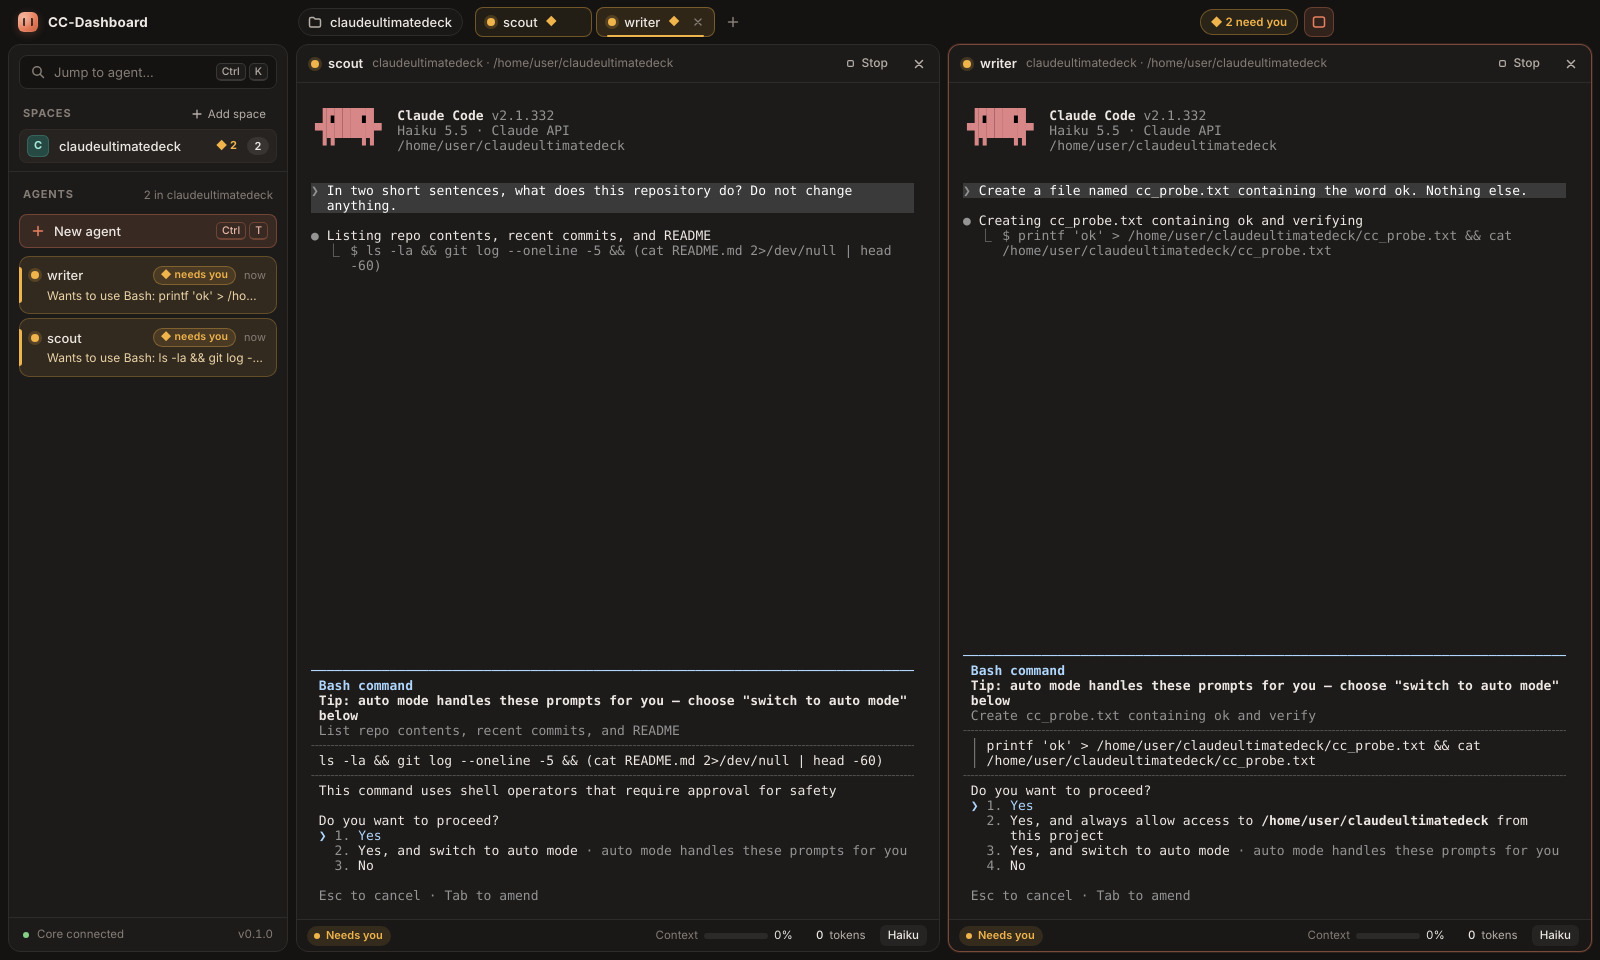 CC-Dashboard
claudeultimatedeck
scout
writer
2 need you
Jump to agent...
Ctrl K
SPACES
Add space
C claudeultimatedeck 2 2
AGENTS
2 in claudeultimatedeck
New agent
Ctrl T
writer
needs you
now
Wants to use Bash: printf 'ok' > /ho...
scout
needs you
now
Wants to use Bash: ls -la && git log -...
Core connected
v0.1.0
scout claudeultimatedeck · /home/user/claudeultimatedeck
Stop
Claude Code v2.1.332
Haiku 5.5 · Claude API
/home/user/claudeultimatedeck
❯ In two short sentences, what does this repository do? Do not change
anything.
● Listing repo contents, recent commits, and README
$ ls -la && git log --oneline -5 && (cat README.md 2>/dev/null | head
-60)
Bash command
Tip: auto mode handles these prompts for you — choose "switch to auto mode"
below
List repo contents, recent commits, and README
ls -la && git log --oneline -5 && (cat README.md 2>/dev/null | head -60)
This command uses shell operators that require approval for safety
Do you want to proceed?
❯ 1. Yes
2. Yes, and switch to auto mode · auto mode handles these prompts for you
3. No
Esc to cancel · Tab to amend
Needs you
Context 0% 0 tokens Haiku
writer claudeultimatedeck · /home/user/claudeultimatedeck
Stop
Claude Code v2.1.332
Haiku 5.5 · Claude API
/home/user/claudeultimatedeck
❯ Create a file named cc_probe.txt containing the word ok. Nothing else.
● Creating cc_probe.txt containing ok and verifying
$ printf 'ok' > /home/user/claudeultimatedeck/cc_probe.txt && cat
/home/user/claudeultimatedeck/cc_probe.txt
Bash command
Tip: auto mode handles these prompts for you — choose "switch to auto mode"
below
Create cc_probe.txt containing ok and verify
printf 'ok' > /home/user/claudeultimatedeck/cc_probe.txt && cat
/home/user/claudeultimatedeck/cc_probe.txt
Do you want to proceed?
❯ 1. Yes
2. Yes, and always allow access to /home/user/claudeultimatedeck from
this project
3. Yes, and switch to auto mode · auto mode handles these prompts for you
4. No
Esc to cancel · Tab to amend
Needs you
Context 0% 0 tokens Haiku